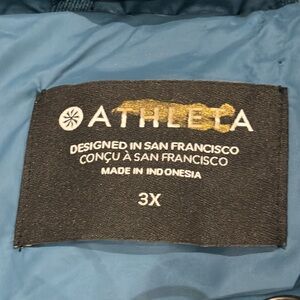 ATHLETA
DESIGNED IN SAN FRANCISCO
CONÇU À SAN FRANCISCO
MADE IN INDONESIA
3X